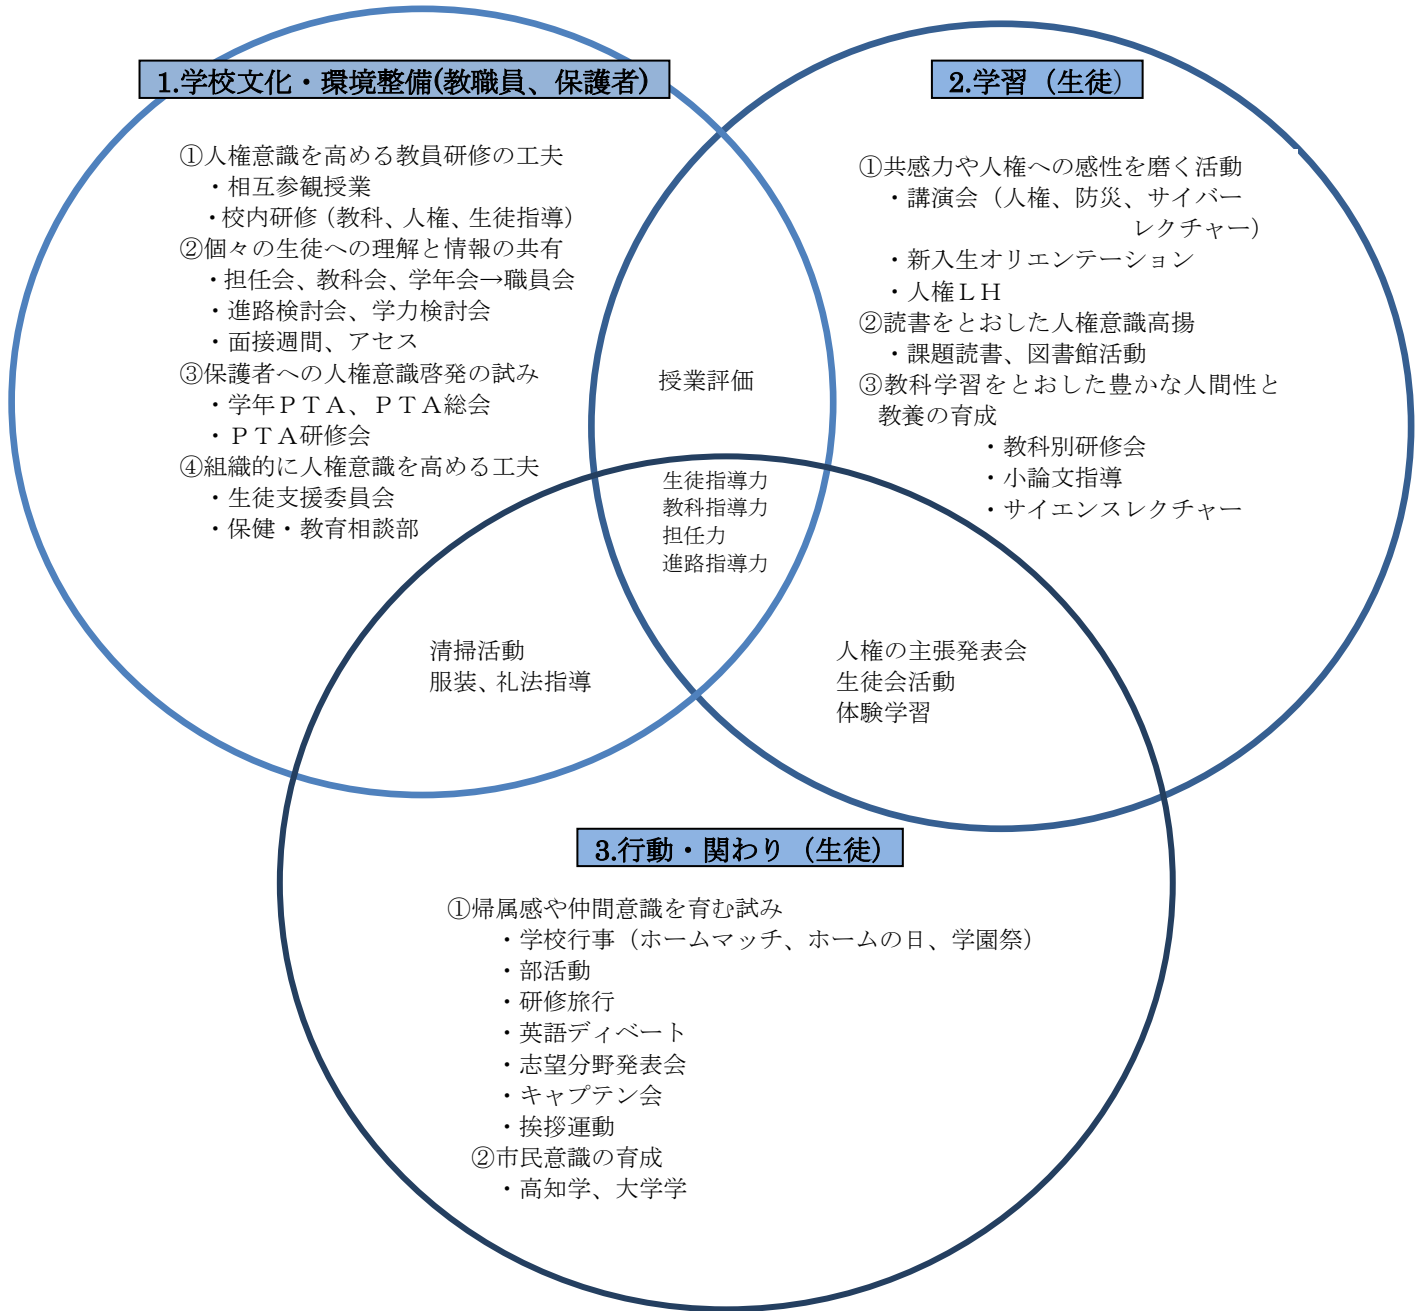 1.学校文化・環境整備(教職員、保護者)
①人権意識を高める教員研修の工夫
・相互参観授業
・校内研修（教科、人権、生徒指導）
②個々の生徒への理解と情報の共有
・担任会、教科会、学年会→職員会
・進路検討会、学力検討会
・面接週間、アセス
③保護者への人権意識啓発の試み
・学年ＰＴＡ、ＰＴＡ総会
・ＰＴＡ研修会
④組織的に人権意識を高める工夫
・生徒支援委員会
・保健・教育相談部
2.学習（生徒）
①共感力や人権への感性を磨く活動
・講演会（人権、防災、サイバー
レクチャー）
・新入生オリエンテーション
・人権ＬＨ
②読書をとおした人権意識高揚
・課題読書、図書館活動
③教科学習をとおした豊かな人間性と
教養の育成
・教科別研修会
・小論文指導
・サイエンスレクチャー
授業評価
生徒指導力
教科指導力
担任力
進路指導力
清掃活動
服装、礼法指導
人権の主張発表会
生徒会活動
体験学習
3.行動・関わり（生徒）
①帰属感や仲間意識を育む試み
・学校行事（ホームマッチ、ホームの日、学園祭）
・部活動
・研修旅行
・英語ディベート
・志望分野発表会
・キャプテン会
・挨拶運動
②市民意識の育成
・高知学、大学学